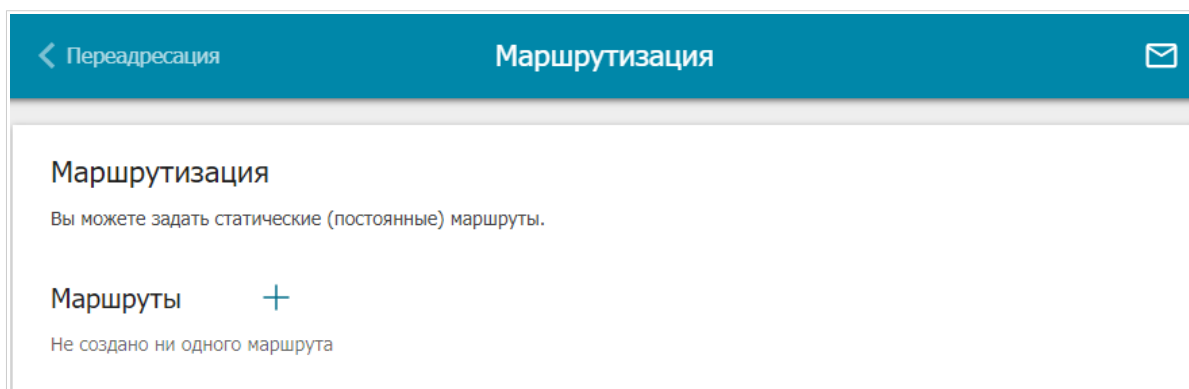 Переадресация
Маршрутизация
Маршрутизация
Вы можете задать статические (постоянные) маршруты.
Маршруты
Не создано ни одного маршрута